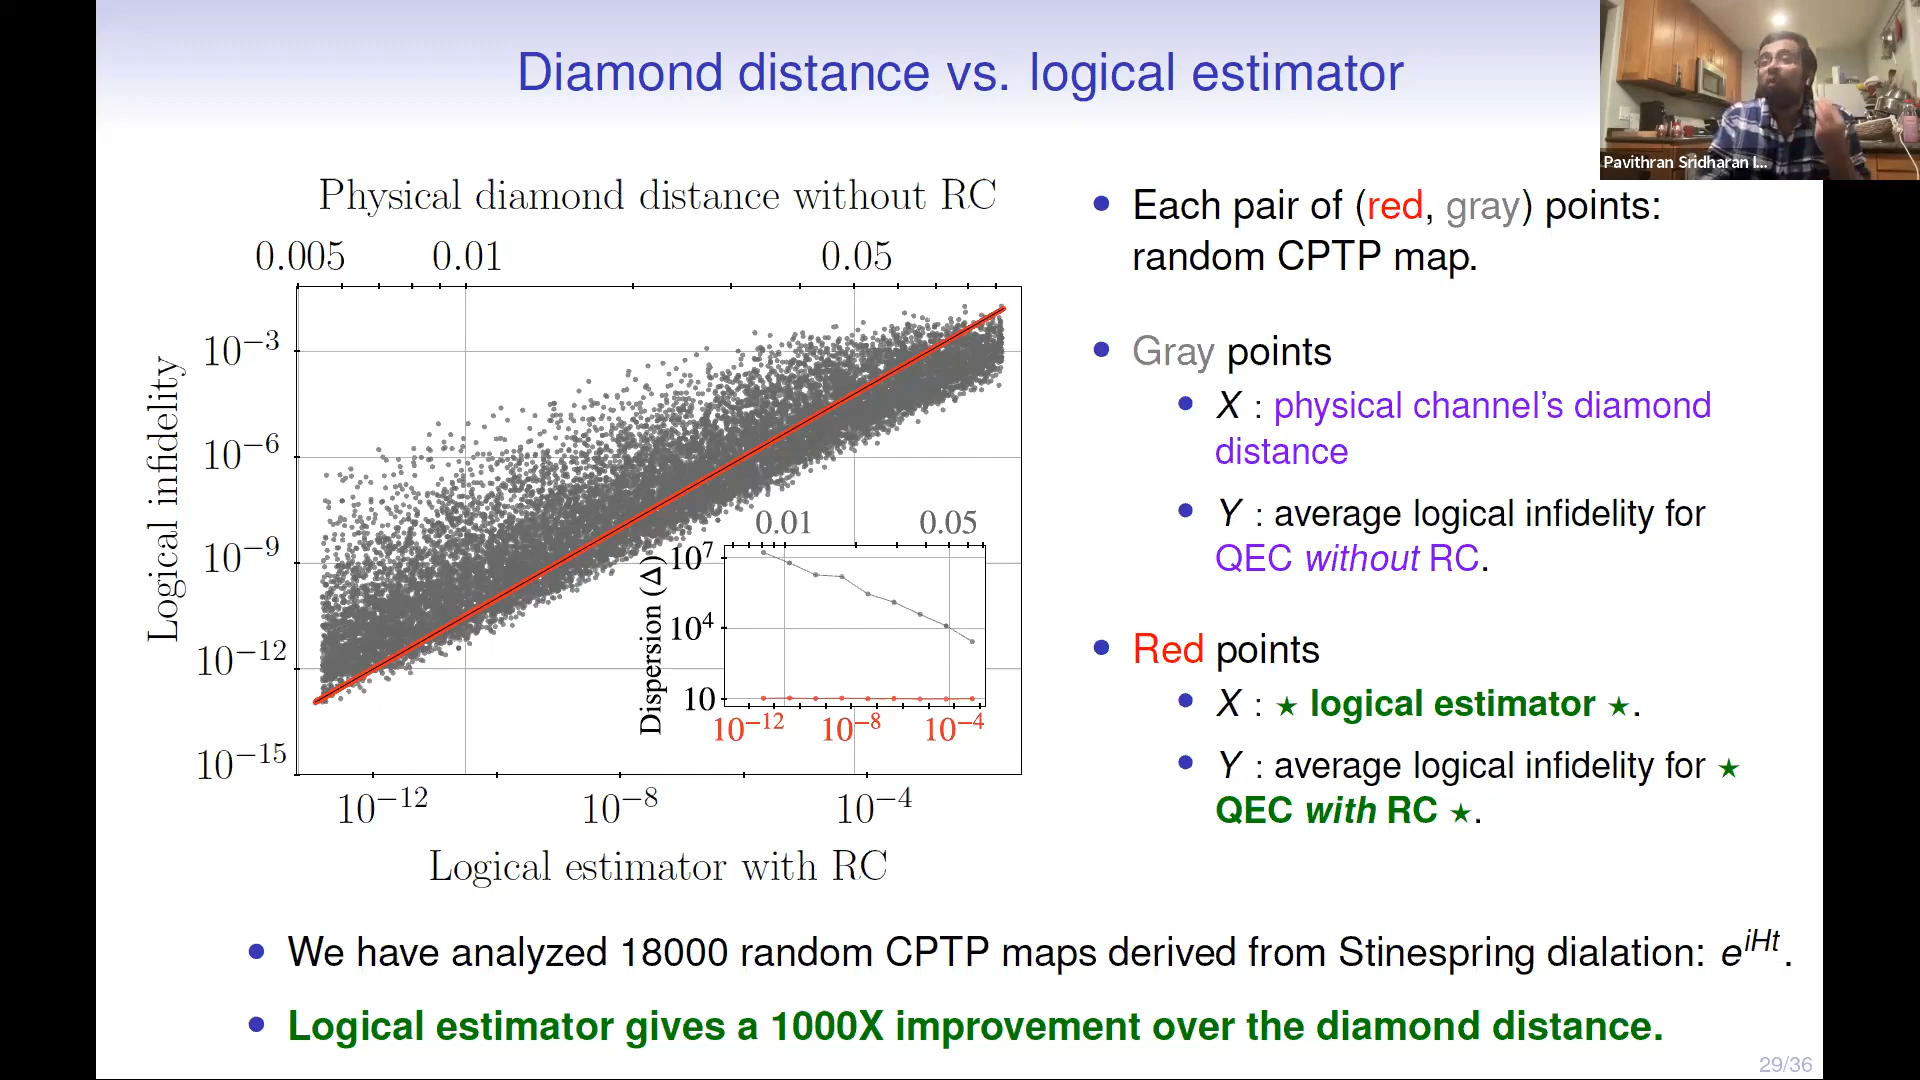 Diamond distance vs. logical estimator
Pavithran Sridharan I...
Physical diamond distance without RC
0.005 0.01 0.05
Logical infidelity
10−3
10−6
10−9
10−12
10−15
10−12 10−8 10−4
Logical estimator with RC
0.01 0.05
Dispersion (Δ)
107
104
10
10−12 10−8 10−4
• Each pair of (red, gray) points:
random CPTP map.
• Gray points
• X : physical channel's diamond
distance
• Y : average logical infidelity for
QEC without RC.
• Red points
• X : ★ logical estimator ★.
• Y : average logical infidelity for ★
QEC with RC ★.
• We have analyzed 18000 random CPTP maps derived from Stinespring dialation: eiHt.
• Logical estimator gives a 1000X improvement over the diamond distance.
29/36